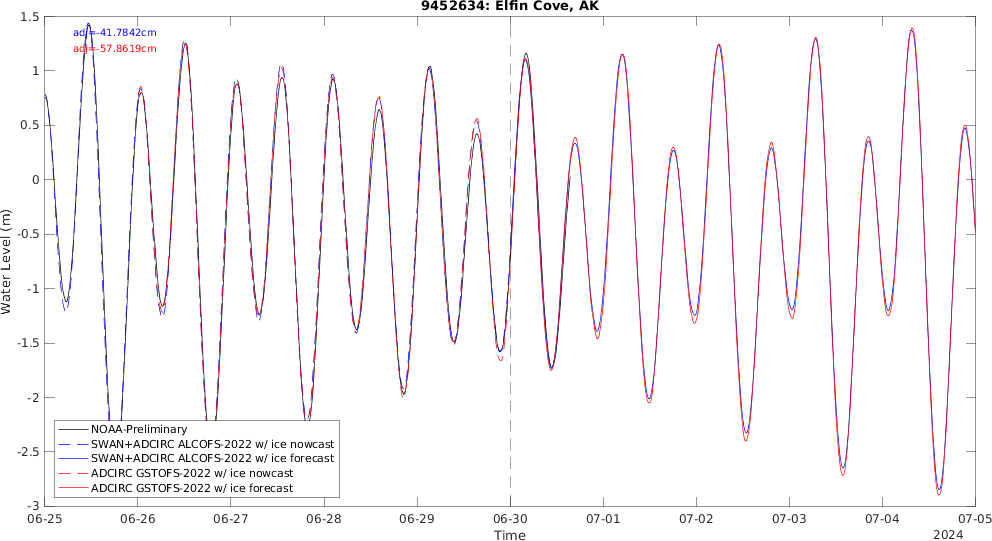 9452634: Elfin Cove, AK
adj=-41.7842cm
adj=-57.8619cm
Water Level (m)
1.5
1
0.5
0
-0.5
-1
-1.5
-2
-2.5
-3
NOAA-Preliminary
SWAN+ADCIRC ALCOFS-2022 w/ ice nowcast
SWAN+ADCIRC ALCOFS-2022 w/ ice forecast
ADCIRC GSTOFS-2022 w/ ice nowcast
ADCIRC GSTOFS-2022 w/ ice forecast
06-25 06-26 06-27 06-28 06-29 06-30 07-01 07-02 07-03 07-04 07-05
Time
2024